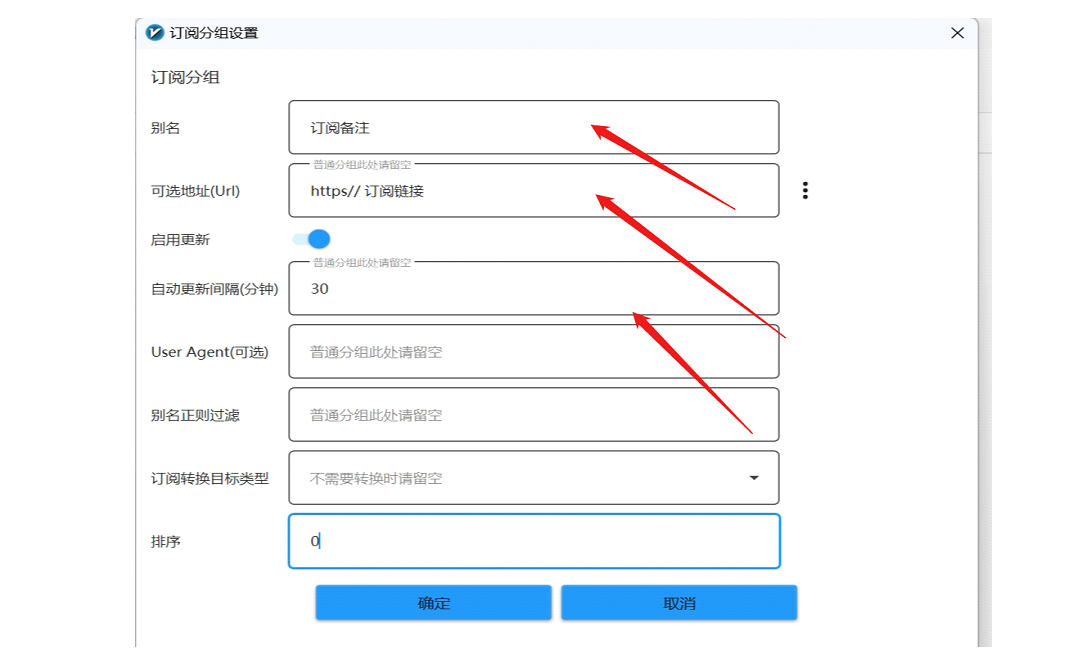 订阅分组设置
订阅分组
别名
订阅备注
普通分组此处请留空
可选地址(Url)
https// 订阅链接
启用更新
普通分组此处请留空
自动更新间隔(分钟)
30
User Agent(可选)
普通分组此处请留空
别名正则过滤
普通分组此处请留空
订阅转换目标类型
不需要转换时请留空
排序
0
确定
取消